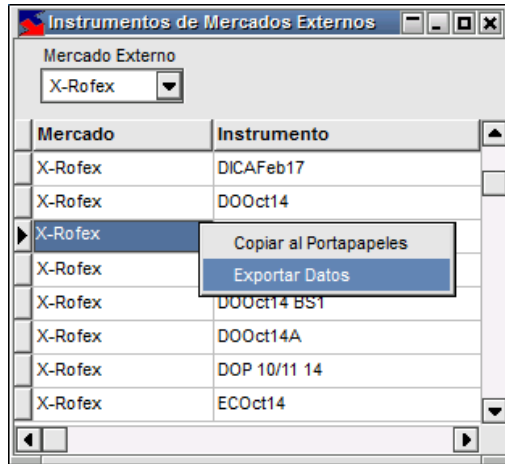 Instrumentos de Mercados Externos
Mercado Externo
X-Rofex
Mercado Instrumento
X-Rofex DICAFeb17
X-Rofex DOOct14
X-Rofex
Copiar al Portapapeles
X-Rofex
Exportar Datos
X-Rofex DOOct14 BS1
X-Rofex DOOct14A
X-Rofex DOP 10/11 14
X-Rofex ECOct14